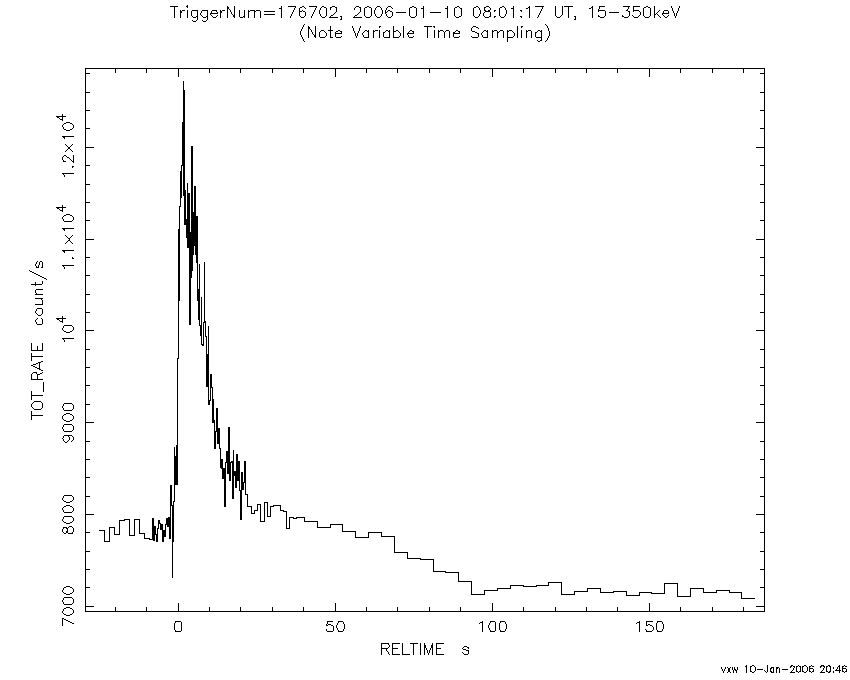 TriggerNum=176702, 2006-01-10 08:01:17 UT, 15-350keV
(Note Variable Time Sampling)
TOT_RATE count/s
1.2×10⁴
1.1×10⁴
10⁴
9000
8000
7000
0 50 100 150
RELTIME s
vxw 10-Jan-2006 20:46